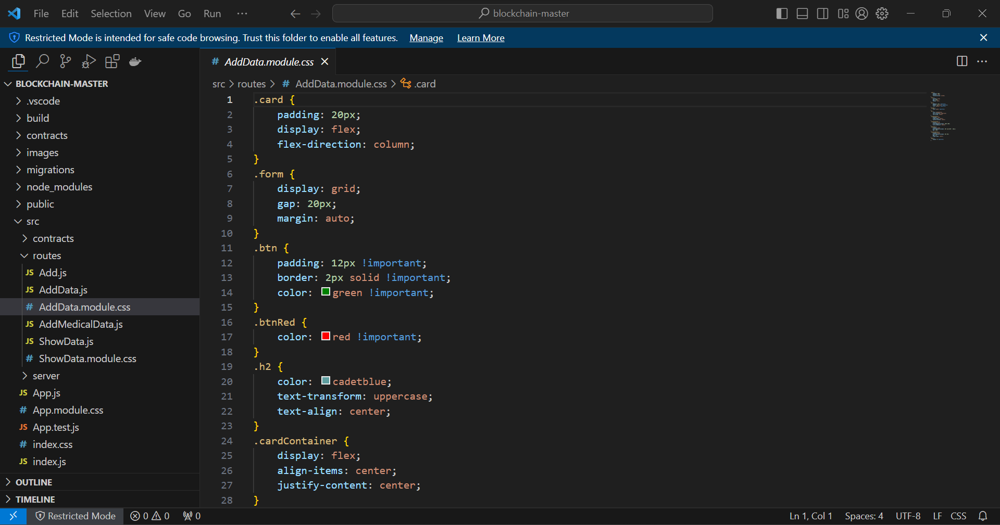 File Edit Selection View Go Run ··· blockchain-master
Restricted Mode is intended for safe code browsing. Trust this folder to enable all features. Manage Learn More
# AddData.module.css
src > routes > # AddData.module.css > .card
BLOCKCHAIN-MASTER
.vscode
build
contracts
images
migrations
node_modules
public
src
contracts
routes
JS Add.js
JS AddData.js
# AddData.module.css
JS AddMedicalData.js
JS ShowData.js
# ShowData.module.css
server
JS App.js
# App.module.css
JS App.test.js
# index.css
JS index.js
OUTLINE
TIMELINE
1 .card {
2     padding: 20px;
3     display: flex;
4     flex-direction: column;
5 }
6 .form {
7     display: grid;
8     gap: 20px;
9     margin: auto;
10 }
11 .btn {
12     padding: 12px !important;
13     border: 2px solid !important;
14     color: green !important;
15 }
16 .btnRed {
17     color: red !important;
18 }
19 .h2 {
20     color: cadetblue;
21     text-transform: uppercase;
22     text-align: center;
23 }
24 .cardContainer {
25     display: flex;
26     align-items: center;
27     justify-content: center;
28 }
Restricted Mode 0 0 0 Ln 1, Col 1 Spaces: 4 UTF-8 LF CSS